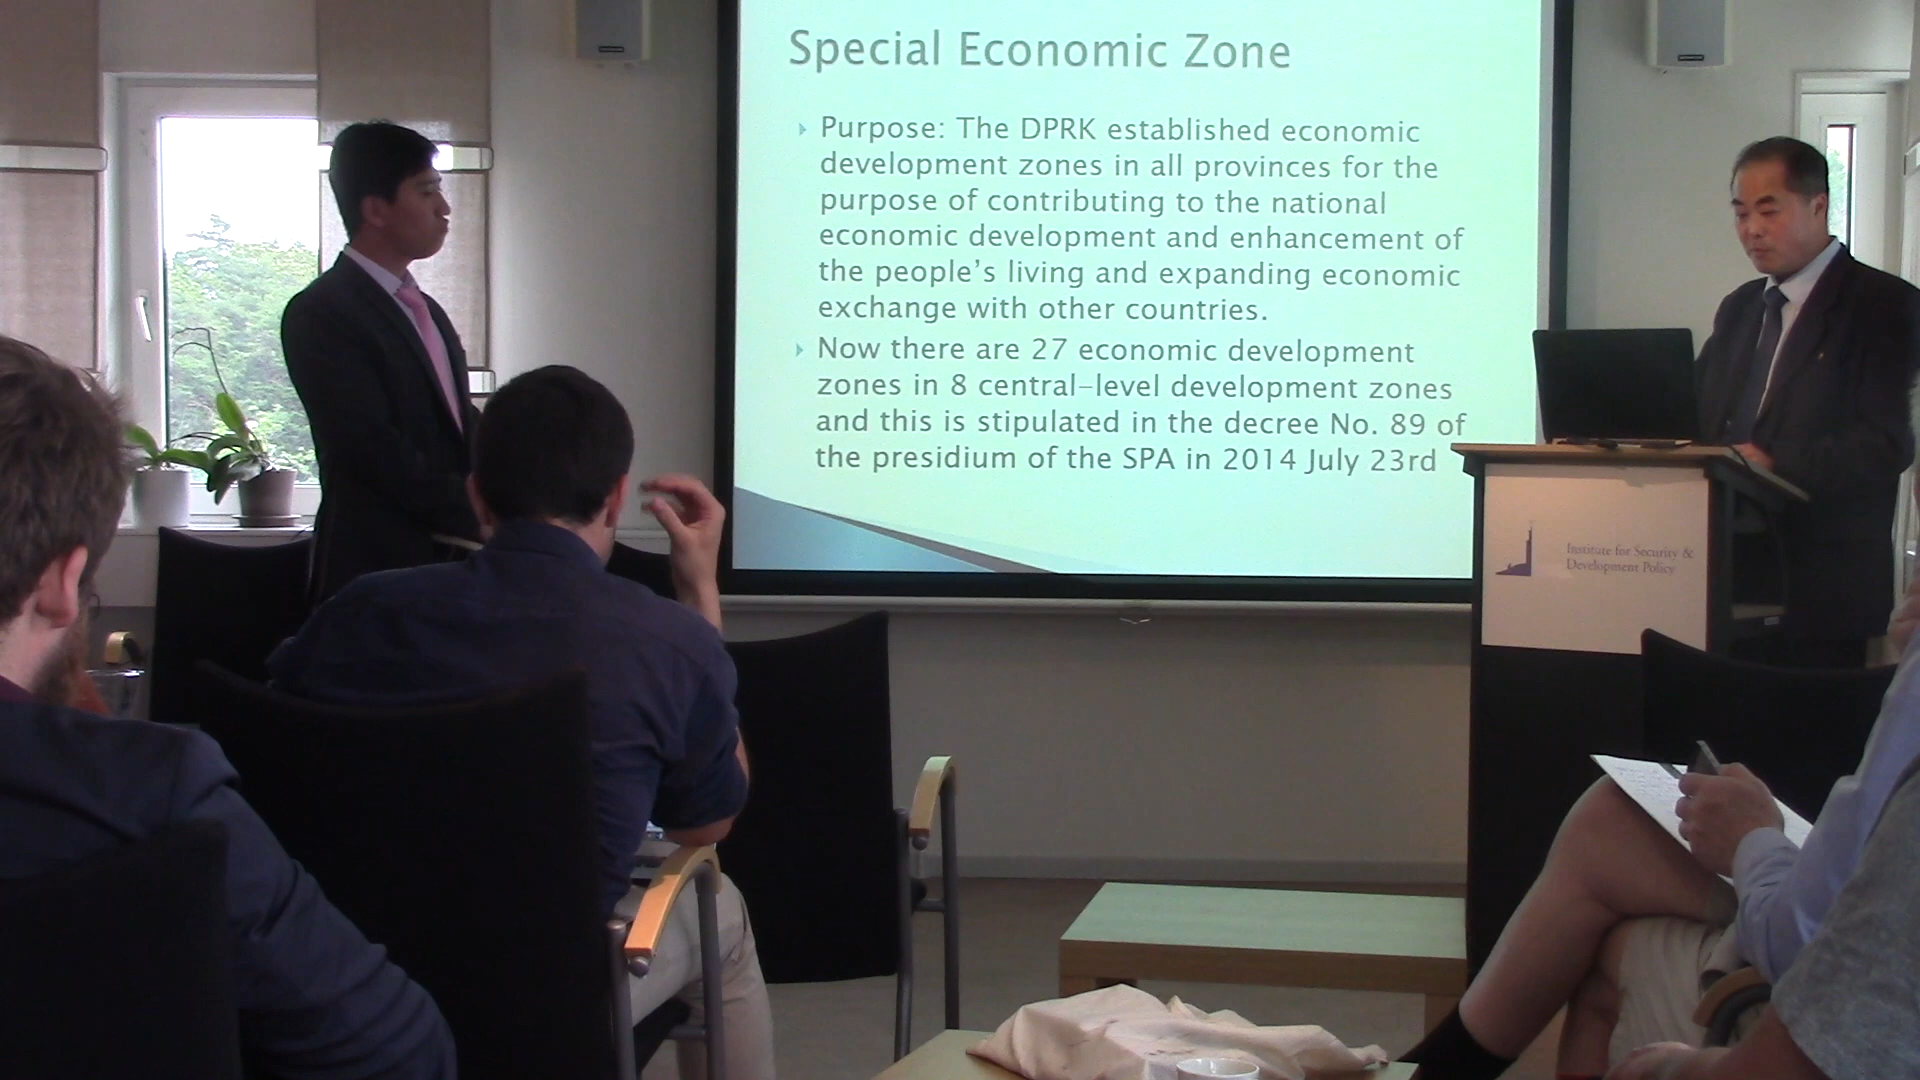 Special Economic Zone
Purpose: The DPRK established economic
development zones in all provinces for the
purpose of contributing to the national
economic development and enhancement of
the people's living and expanding economic
exchange with other countries.
Now there are 27 economic development
zones in 8 central-level development zones
and this is stipulated in the decree No. 89 of
the presidium of the SPA in 2014 July 23rd
Institute for Security &
Development Policy